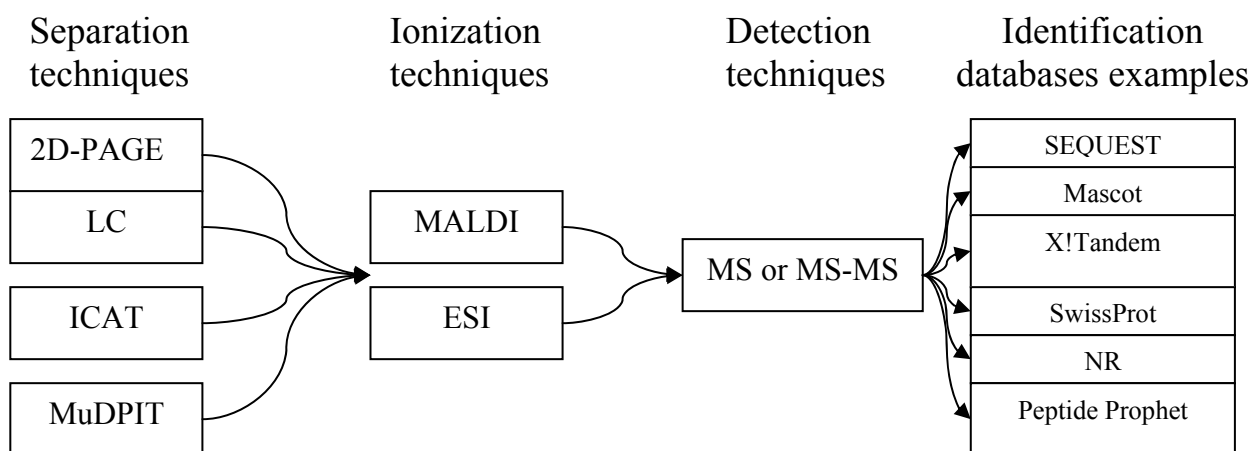 Separation
techniques
Ionization
techniques
Detection
techniques
Identification
databases examples
2D-PAGE
LC
ICAT
MuDPIT
MALDI
ESI
MS or MS-MS
SEQUEST
Mascot
X!Tandem
SwissProt
NR
Peptide Prophet